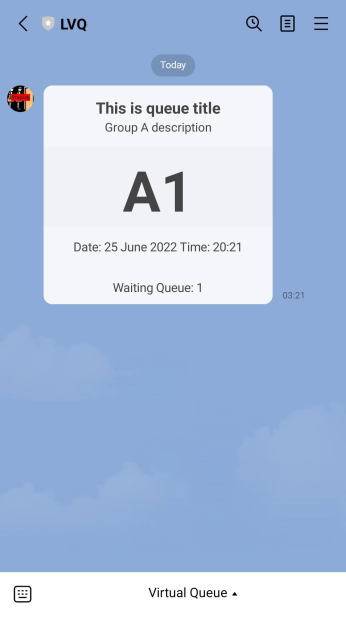 LVQ
Today
This is queue title
Group A description
A1
Date: 25 June 2022 Time: 20:21
Waiting Queue: 1
03:21
Virtual Queue